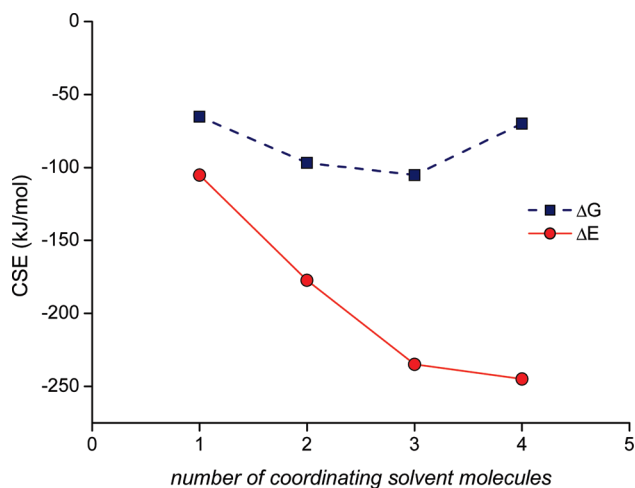 0
-50
-100
-150
-200
-250
CSE (kJ/mol)
ΔG
ΔE
0 1 2 3 4 5
number of coordinating solvent molecules